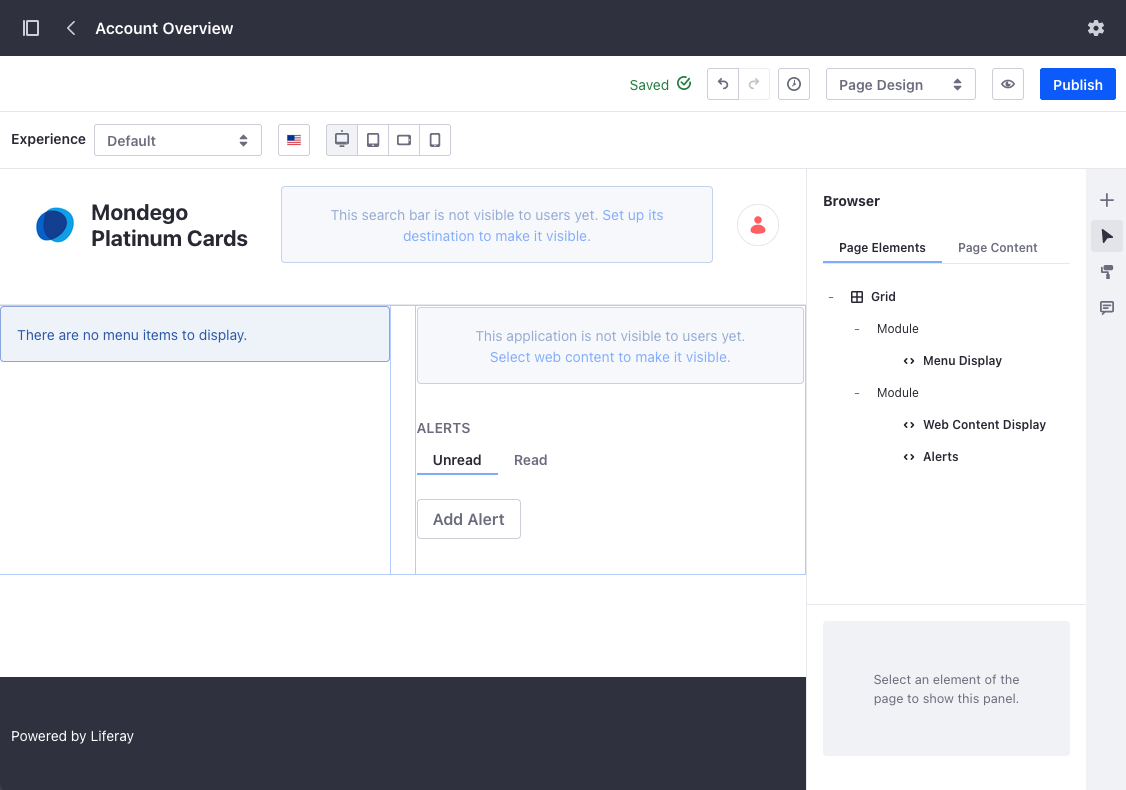 Account Overview
Saved
Page Design
Publish
Experience
Default
Mondego
Platinum Cards
This search bar is not visible to users yet. Set up its
destination to make it visible.
There are no menu items to display.
This application is not visible to users yet.
Select web content to make it visible.
ALERTS
Unread
Read
Add Alert
Powered by Liferay
Browser
Page Elements
Page Content
- Grid
- Module
Menu Display
- Module
Web Content Display
Alerts
Select an element of the
page to show this panel.